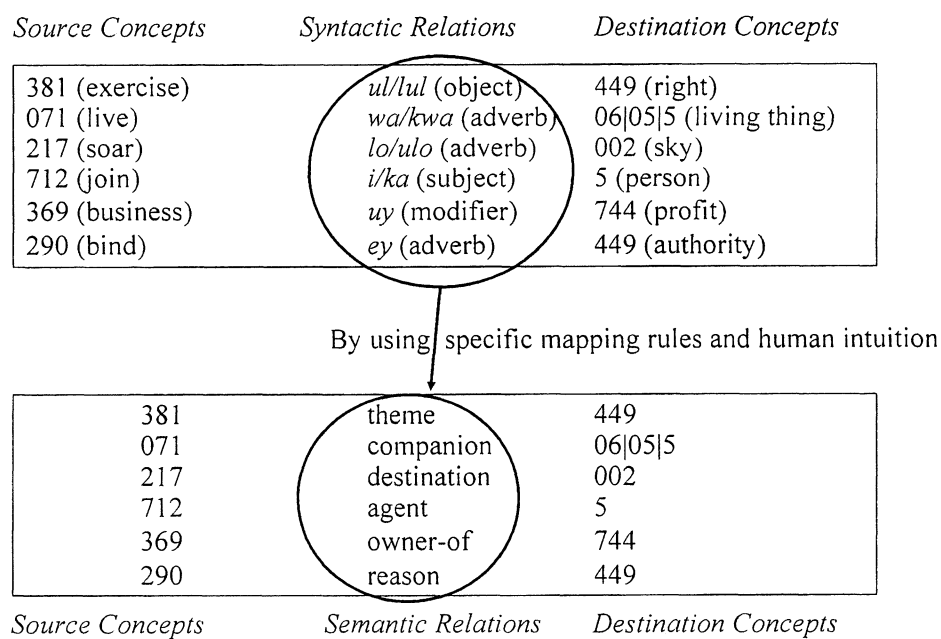 Source Concepts Syntactic Relations Destination Concepts
381 (exercise) ul/lul (object) 449 (right)
071 (live) wa/kwa (adverb) 06|05|5 (living thing)
217 (soar) lo/ulo (adverb) 002 (sky)
712 (join) i/ka (subject) 5 (person)
369 (business) uy (modifier) 744 (profit)
290 (bind) ey (adverb) 449 (authority)
By using specific mapping rules and human intuition
381 theme 449
071 companion 06|05|5
217 destination 002
712 agent 5
369 owner-of 744
290 reason 449
Source Concepts Semantic Relations Destination Concepts